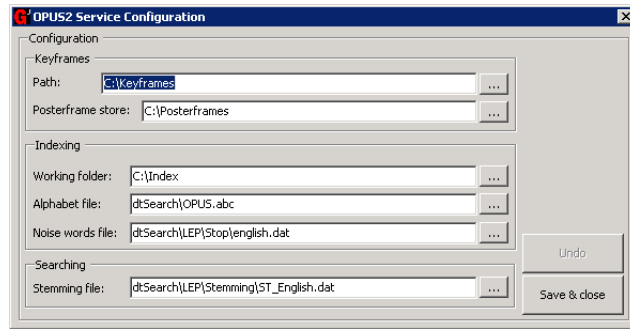 OPUS2 Service Configuration
Configuration
Keyframes
Path: C:\Keyframes ...
Posterframe store: C:\Posterframes ...
Indexing
Working folder: C:\Index ...
Alphabet file: dtSearch\OPUS.abc ...
Noise words file: dtSearch\LEP\Stop\english.dat ...
Undo
Searching
Stemming file: dtSearch\LEP\Stemming\ST_English.dat ...
Save & close